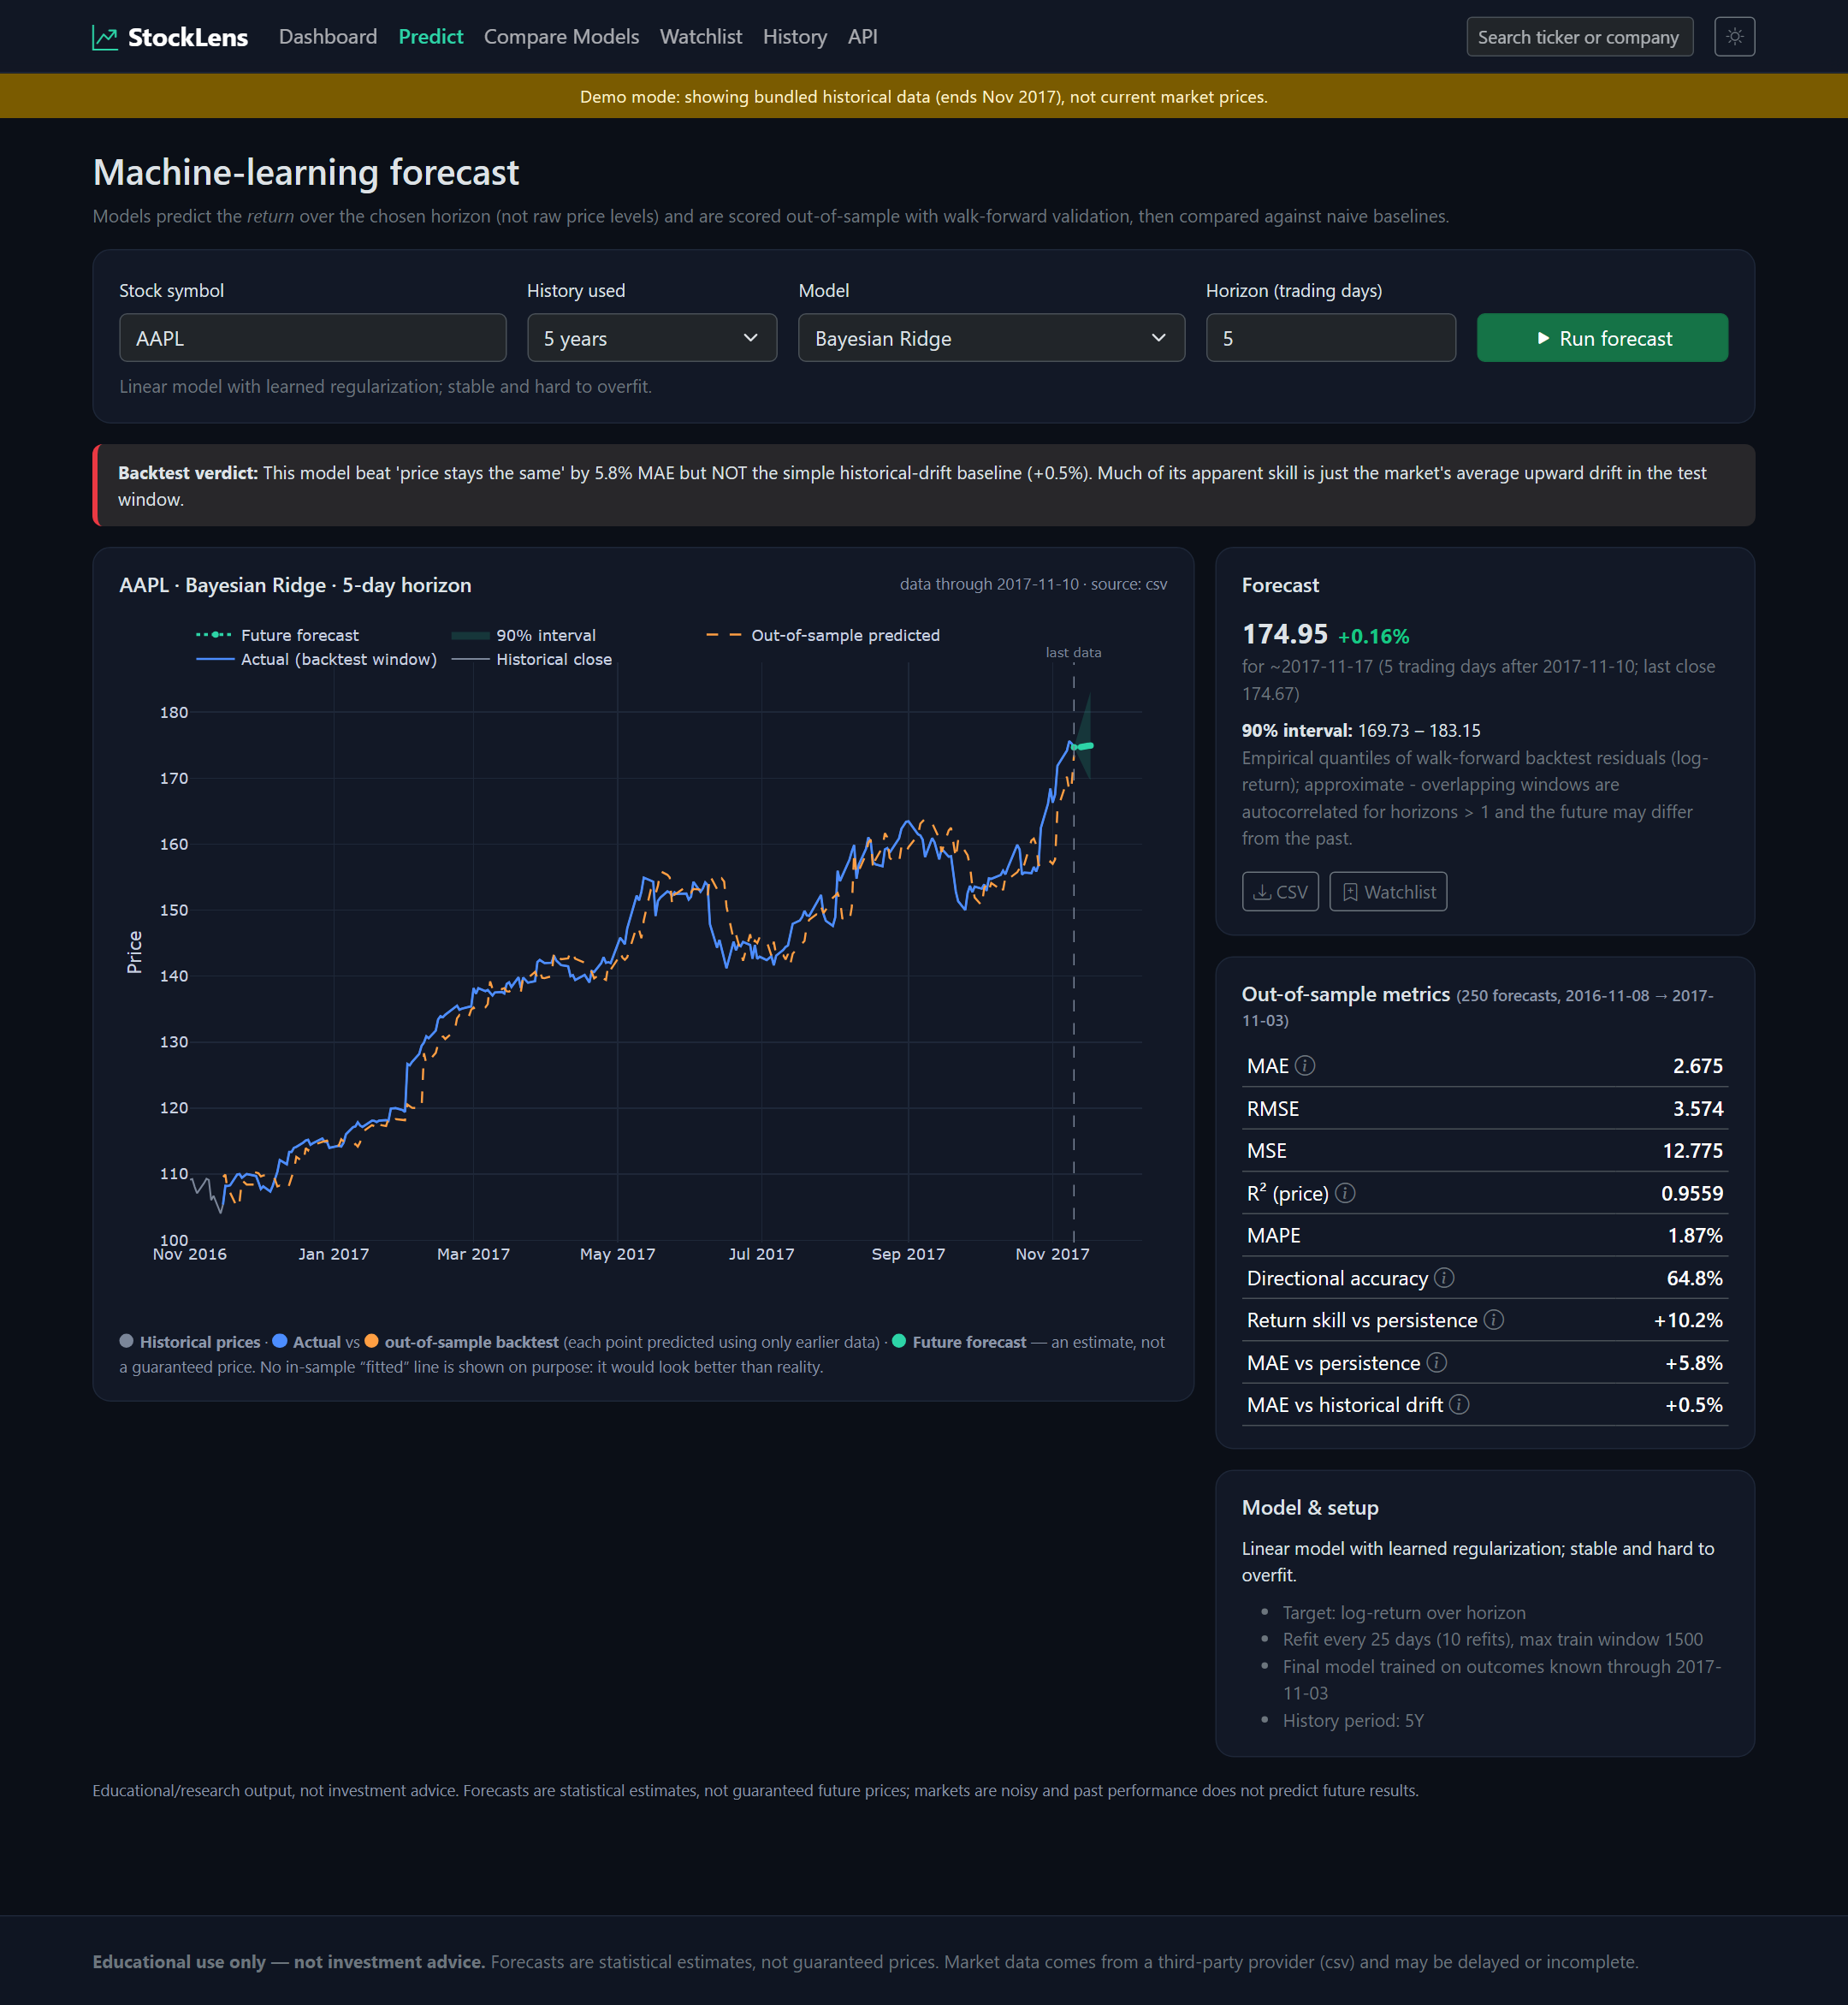 StockLens Dashboard Predict Compare Models Watchlist History API Search ticker or company
Demo mode: showing bundled historical data (ends Nov 2017), not current market prices.
Machine-learning forecast
Models predict the return over the chosen horizon (not raw price levels) and are scored out-of-sample with walk-forward validation, then compared against naive baselines.
Stock symbol History used Model Horizon (trading days)
AAPL 5 years Bayesian Ridge 5 Run forecast
Linear model with learned regularization; stable and hard to overfit.
Backtest verdict: This model beat 'price stays the same' by 5.8% MAE but NOT the simple historical-drift baseline (+0.5%). Much of its apparent skill is just the market's average upward drift in the test
window.
AAPL · Bayesian Ridge · 5-day horizon data through 2017-11-10 · source: csv
Future forecast 90% interval Out-of-sample predicted
Actual (backtest window) Historical close
last data
180
170
160
150
140
130
120
110
100
Price
Nov 2016 Jan 2017 Mar 2017 May 2017 Jul 2017 Sep 2017 Nov 2017
Historical prices · Actual vs out-of-sample backtest (each point predicted using only earlier data) · Future forecast — an estimate, not
a guaranteed price. No in-sample “fitted” line is shown on purpose: it would look better than reality.
Forecast
174.95 +0.16%
for ~2017-11-17 (5 trading days after 2017-11-10; last close
174.67)
90% interval: 169.73 – 183.15
Empirical quantiles of walk-forward backtest residuals (log-
return); approximate - overlapping windows are
autocorrelated for horizons > 1 and the future may differ
from the past.
CSV Watchlist
Out-of-sample metrics (250 forecasts, 2016-11-08 → 2017-
11-03)
MAE 2.675
RMSE 3.574
MSE 12.775
R² (price) 0.9559
MAPE 1.87%
Directional accuracy 64.8%
Return skill vs persistence +10.2%
MAE vs persistence +5.8%
MAE vs historical drift +0.5%
Model & setup
Linear model with learned regularization; stable and hard to
overfit.
Target: log-return over horizon
Refit every 25 days (10 refits), max train window 1500
Final model trained on outcomes known through 2017-
11-03
History period: 5Y
Educational/research output, not investment advice. Forecasts are statistical estimates, not guaranteed future prices; markets are noisy and past performance does not predict future results.
Educational use only — not investment advice. Forecasts are statistical estimates, not guaranteed prices. Market data comes from a third-party provider (csv) and may be delayed or incomplete.